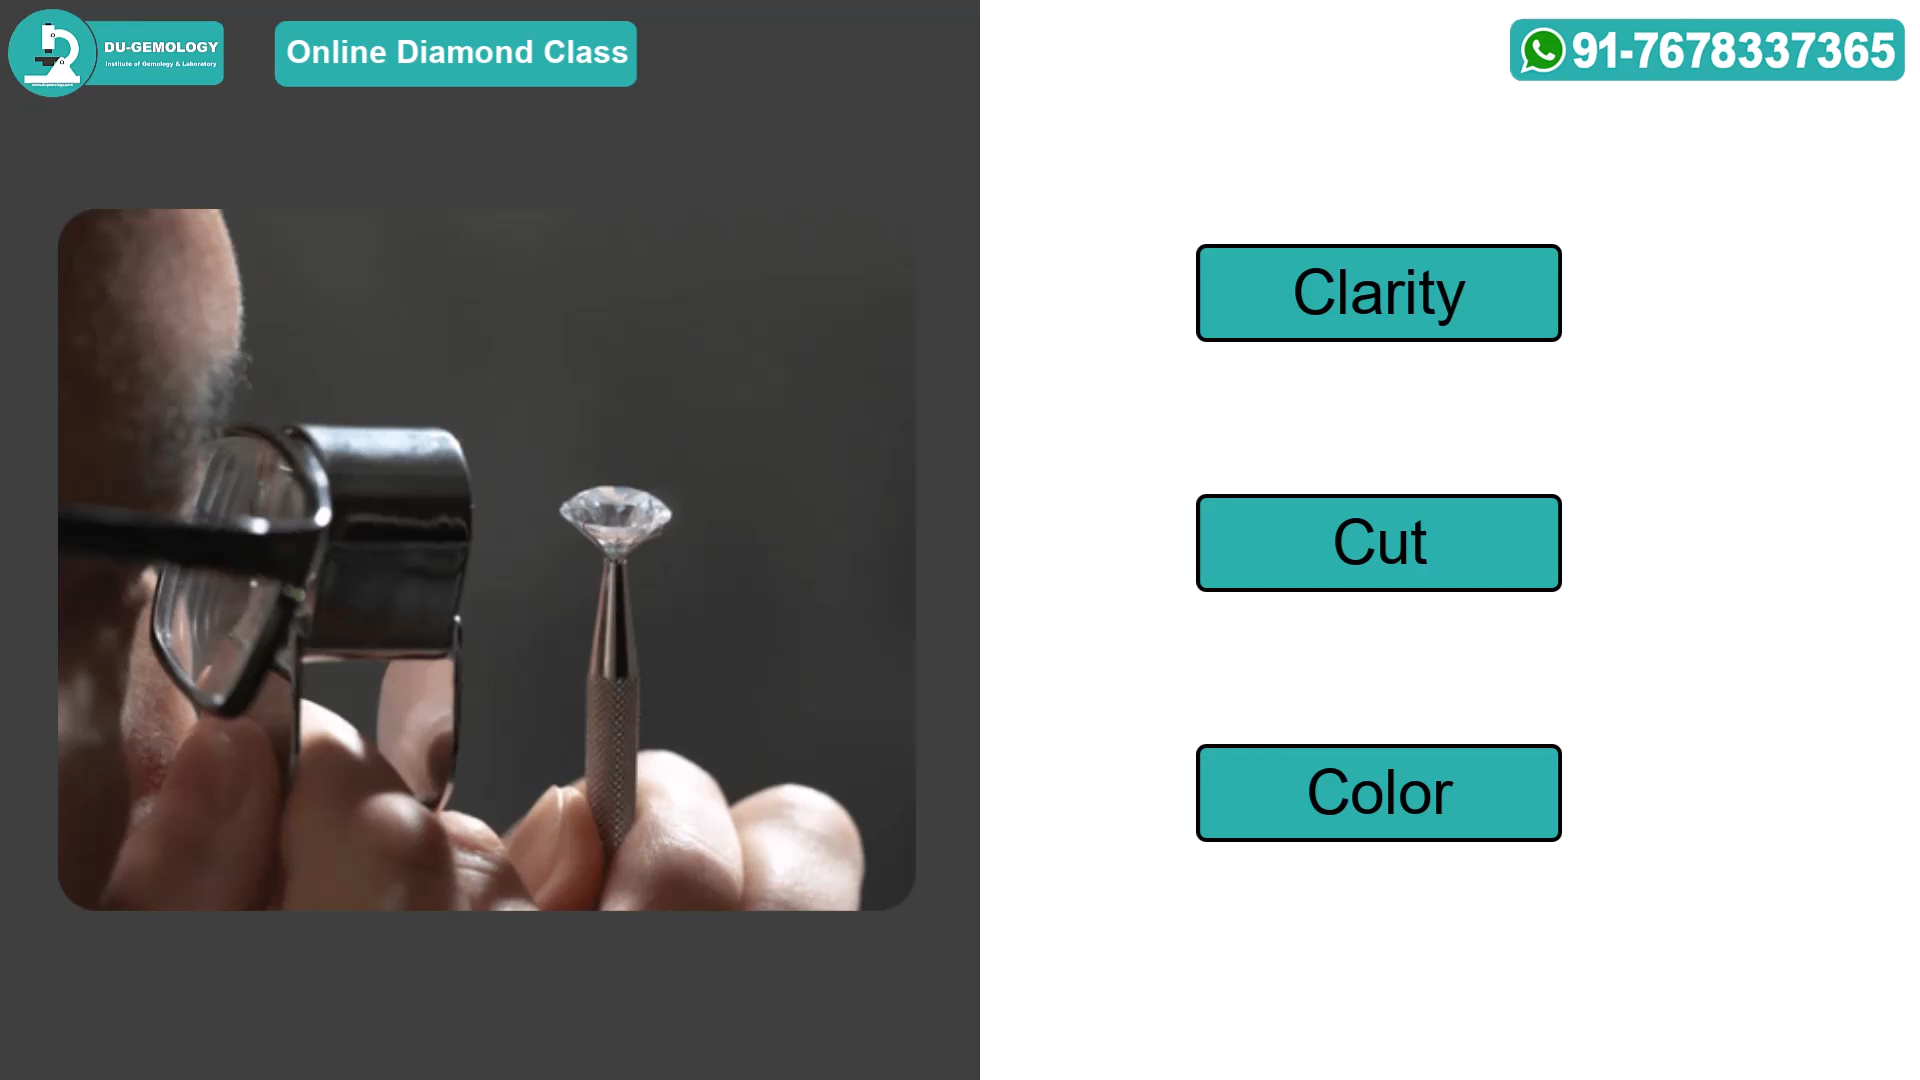 DU-GEMOLOGY
Institute of Gemology & Laboratory
Online Diamond Class
91-7678337365
Clarity
Cut
Color